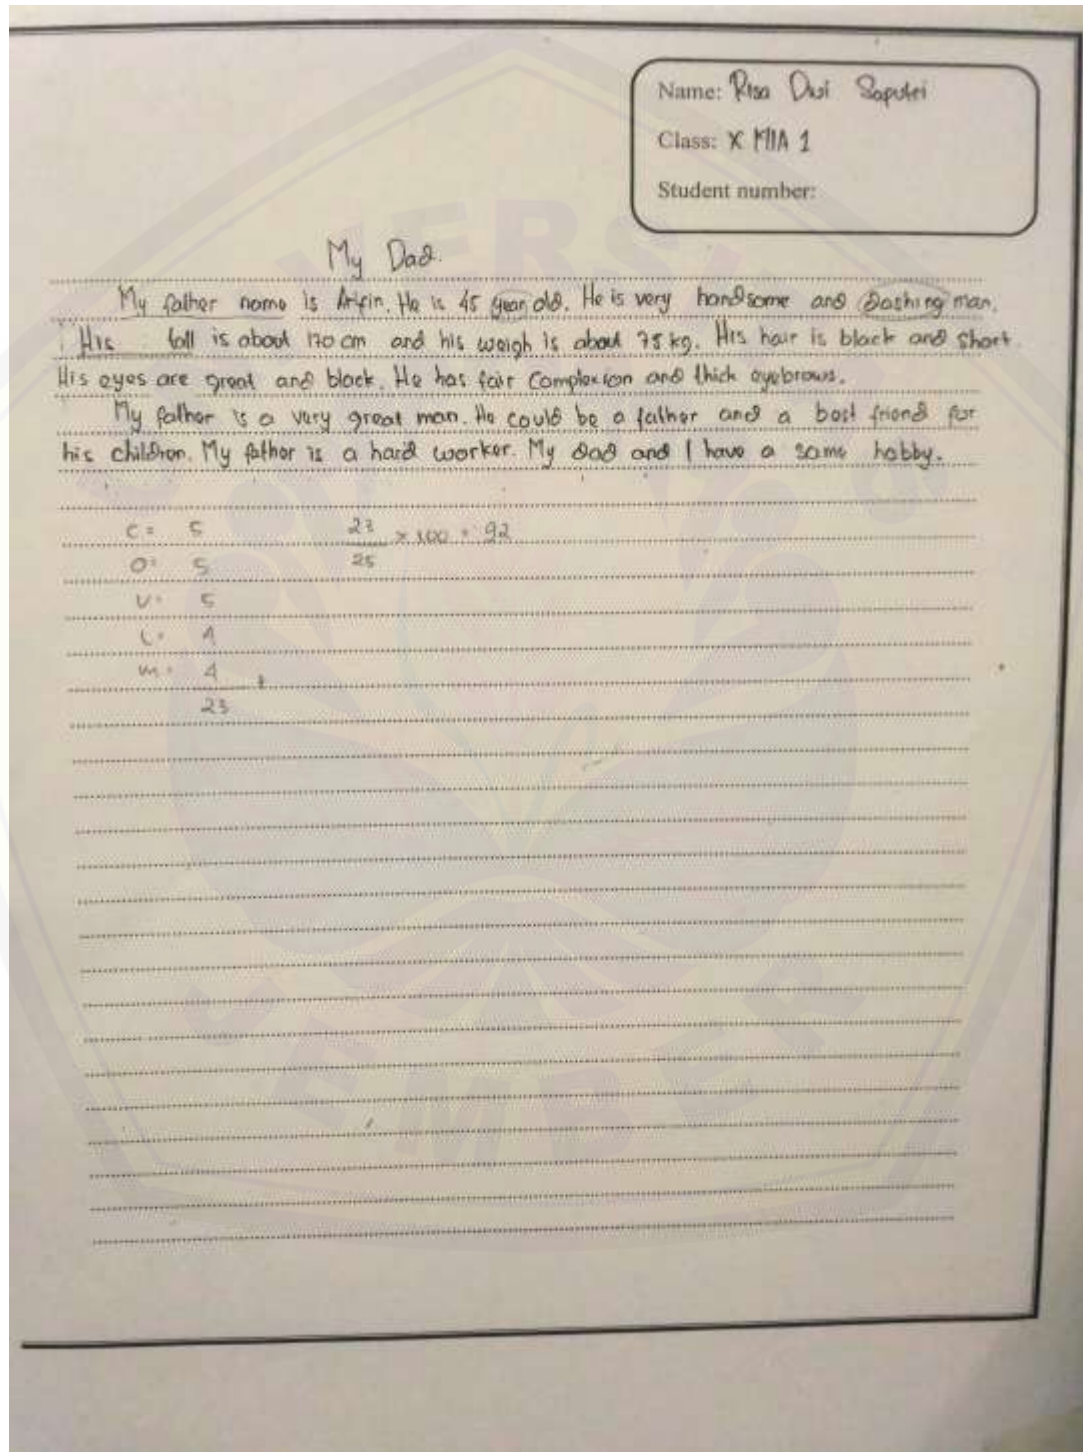 Name: Risa Dwi Saputri
Class: X MIA 1
Student number:
My Dad.
My father name is Arifin. He is 45 year old. He is very handsome and dashing man.
His tall is about 170 cm and his weigh is about 75 kg. His hair is black and short.
His eyes are great and black. He has fair complexion and thick eyebrows.
My father is a very great man. He could be a father and a best friend for
his children. My father is a hard worker. My dad and I have a same hobby.
C = 5
O = 5
V = 5
L = 4
m = 4 +
23
23
25
× 100 = 92